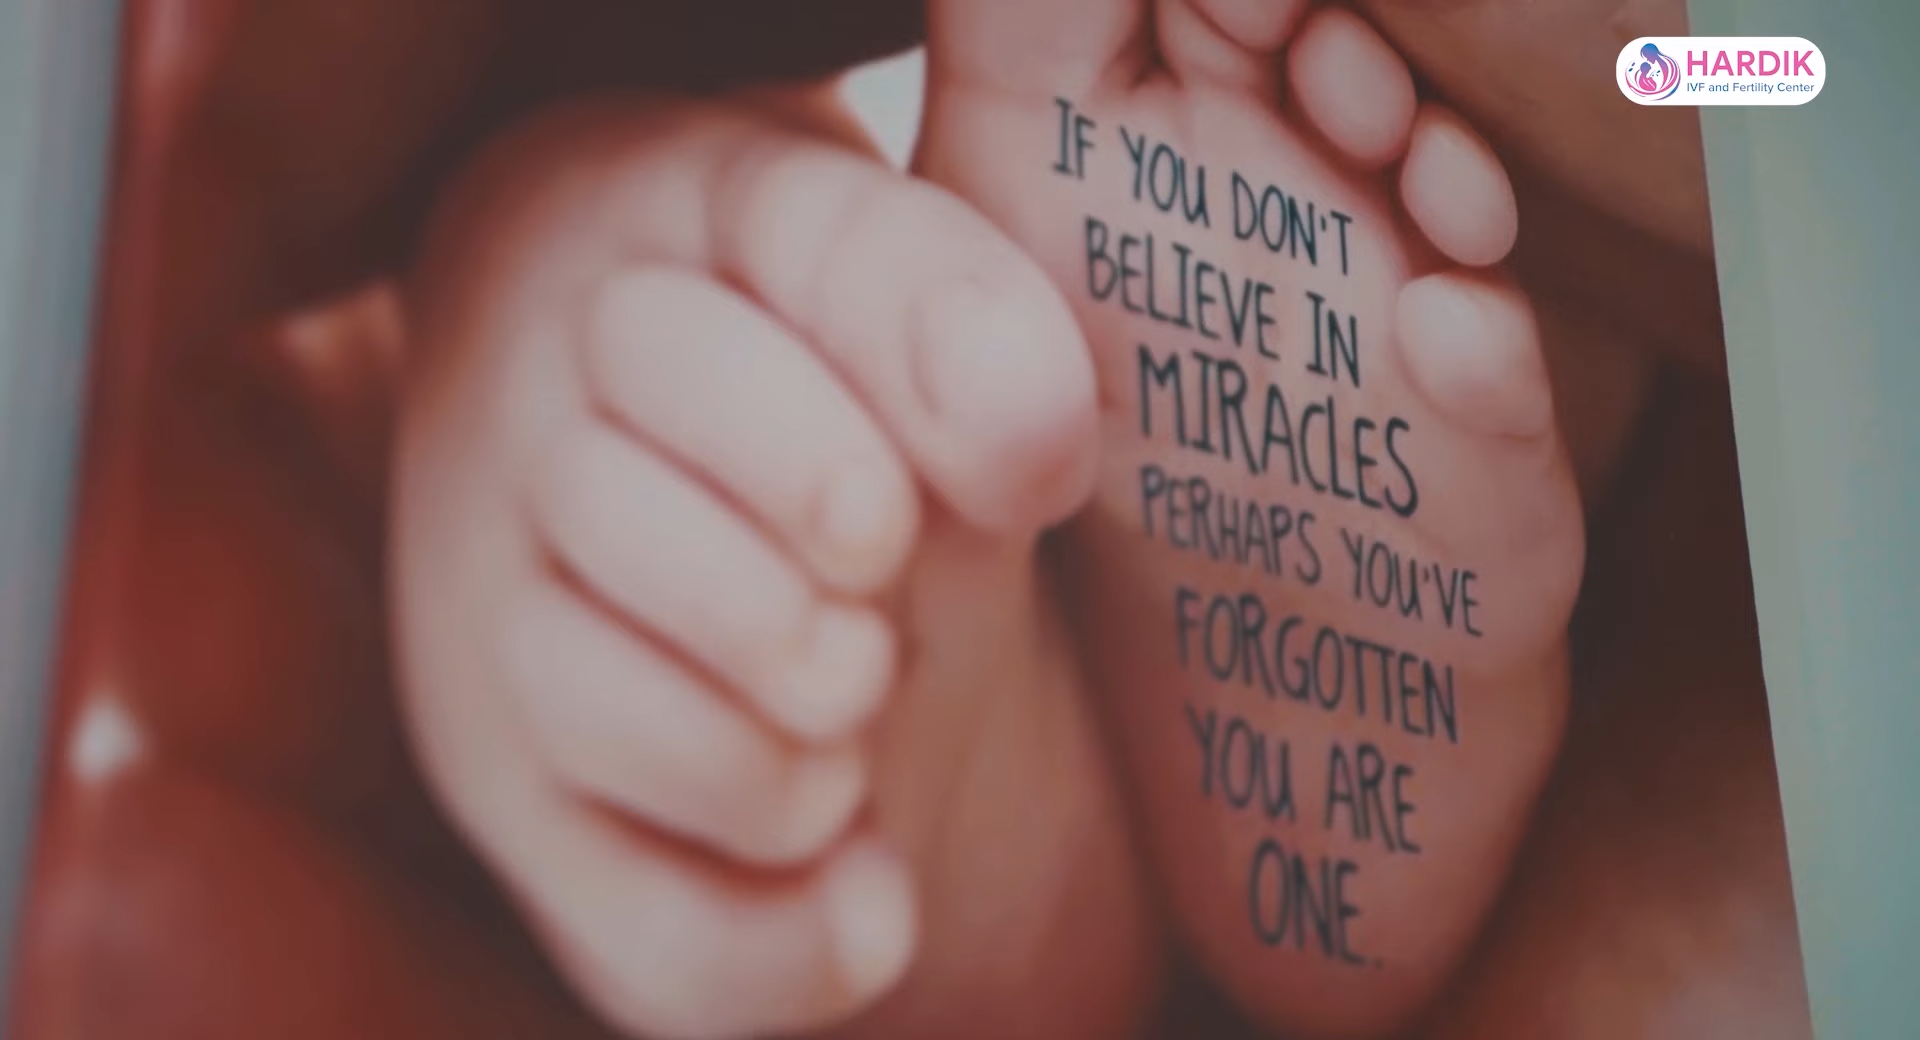 HARDIK
IVF and Fertility Center
IF YOU DON'T
BELIEVE IN
MIRACLES
PERHAPS YOU'VE
FORGOTTEN
YOU ARE
ONE.